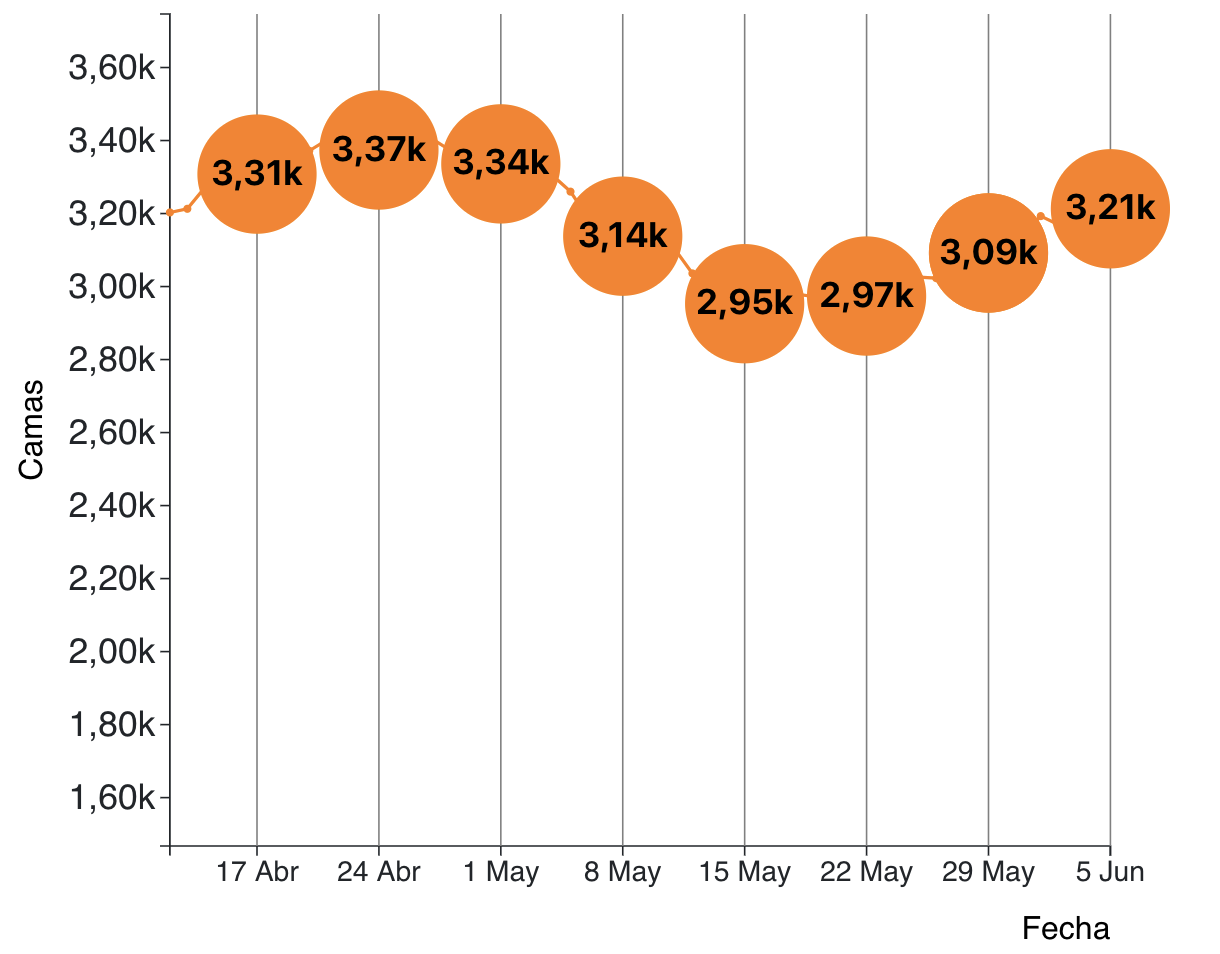 3,60k
3,40k
3,20k
3,00k
2,80k
2,60k
2,40k
2,20k
2,00k
1,80k
1,60k
Camas
3,31k
3,37k
3,34k
3,14k
2,95k
2,97k
3,09k
3,21k
17 Abr
24 Abr
1 May
8 May
15 May
22 May
29 May
5 Jun
Fecha